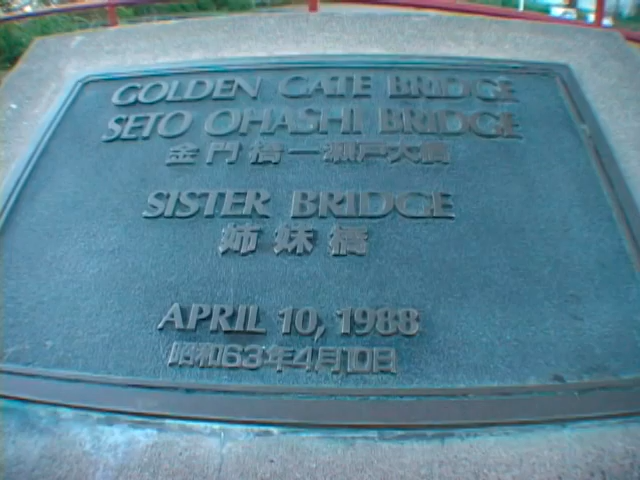 GOLDEN GATE BRIDGE
SETO OHASHI BRIDGE
金門橋一瀬戸大橋
SISTER BRIDGE
姉妹橋
APRIL 10, 1988
昭和63年4月10日